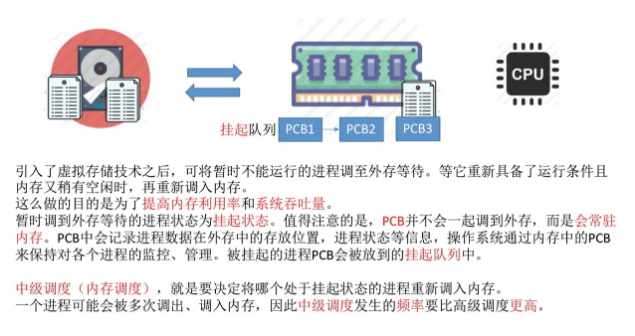 CPU
挂起队列 PCB1 PCB2 PCB3
引入了虚拟存储技术之后，可将暂时不能运行的进程调至外存等待。等它重新具备了运行条件且
内存又稍有空闲时，再重新调入内存。
这么做的目的是为了提高内存利用率和系统吞吐量。
暂时调到外存等待的进程状态为挂起状态。值得注意的是，PCB并不会一起调到外存，而是会常驻
内存。PCB中会记录进程数据在外存中的存放位置，进程状态等信息，操作系统通过内存中的PCB
来保持对各个进程的监控、管理。被挂起的进程PCB会被放到的挂起队列中。
中级调度（内存调度），就是要决定将哪个处于挂起状态的进程重新调入内存。
一个进程可能会被多次调出、调入内存，因此中级调度发生的频率要比高级调度更高。